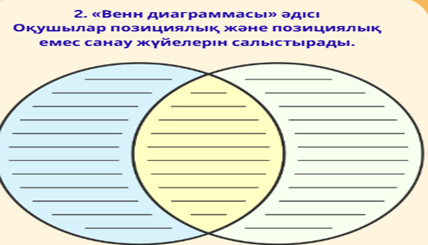 2. «Венн диаграммасы» әдісі
Оқушылар позициялық және позициялық
емес санау жүйелерін салыстырады.